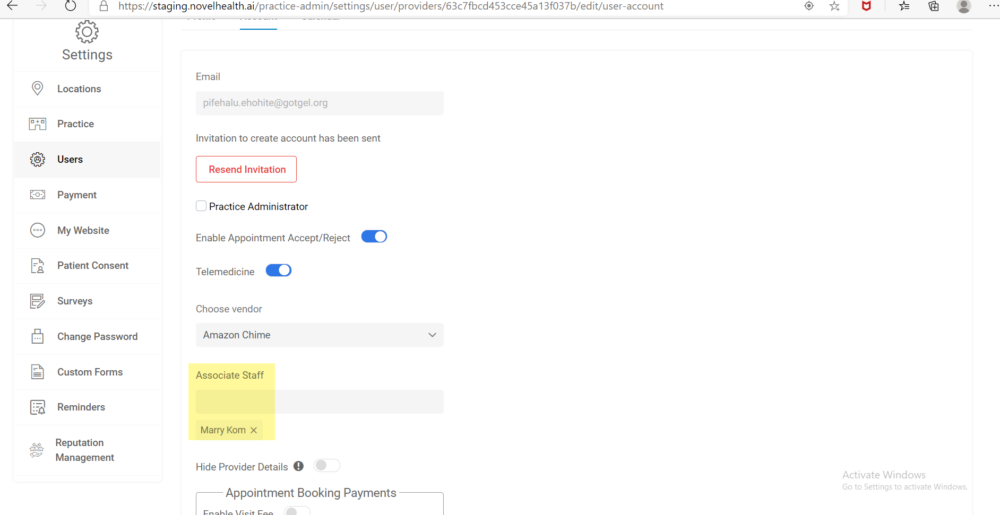 https://staging.novelhealth.ai/practice-admin/settings/user/providers/63c7fbcd453cce45a13f037b/edit/user-account
Profile Account Calendar
Settings
Locations
Practice
Users
Payment
My Website
Patient Consent
Surveys
Change Password
Custom Forms
Reminders
Reputation
Management
Email
pifehalu.ehohite@gotgel.org
Invitation to create account has been sent
Resend Invitation
Practice Administrator
Enable Appointment Accept/Reject
Telemedicine
Choose vendor
Amazon Chime
Associate Staff
Marry Kom
Hide Provider Details
Appointment Booking Payments
Enable Visit Fee
Activate Windows
Go to Settings to activate Windows.